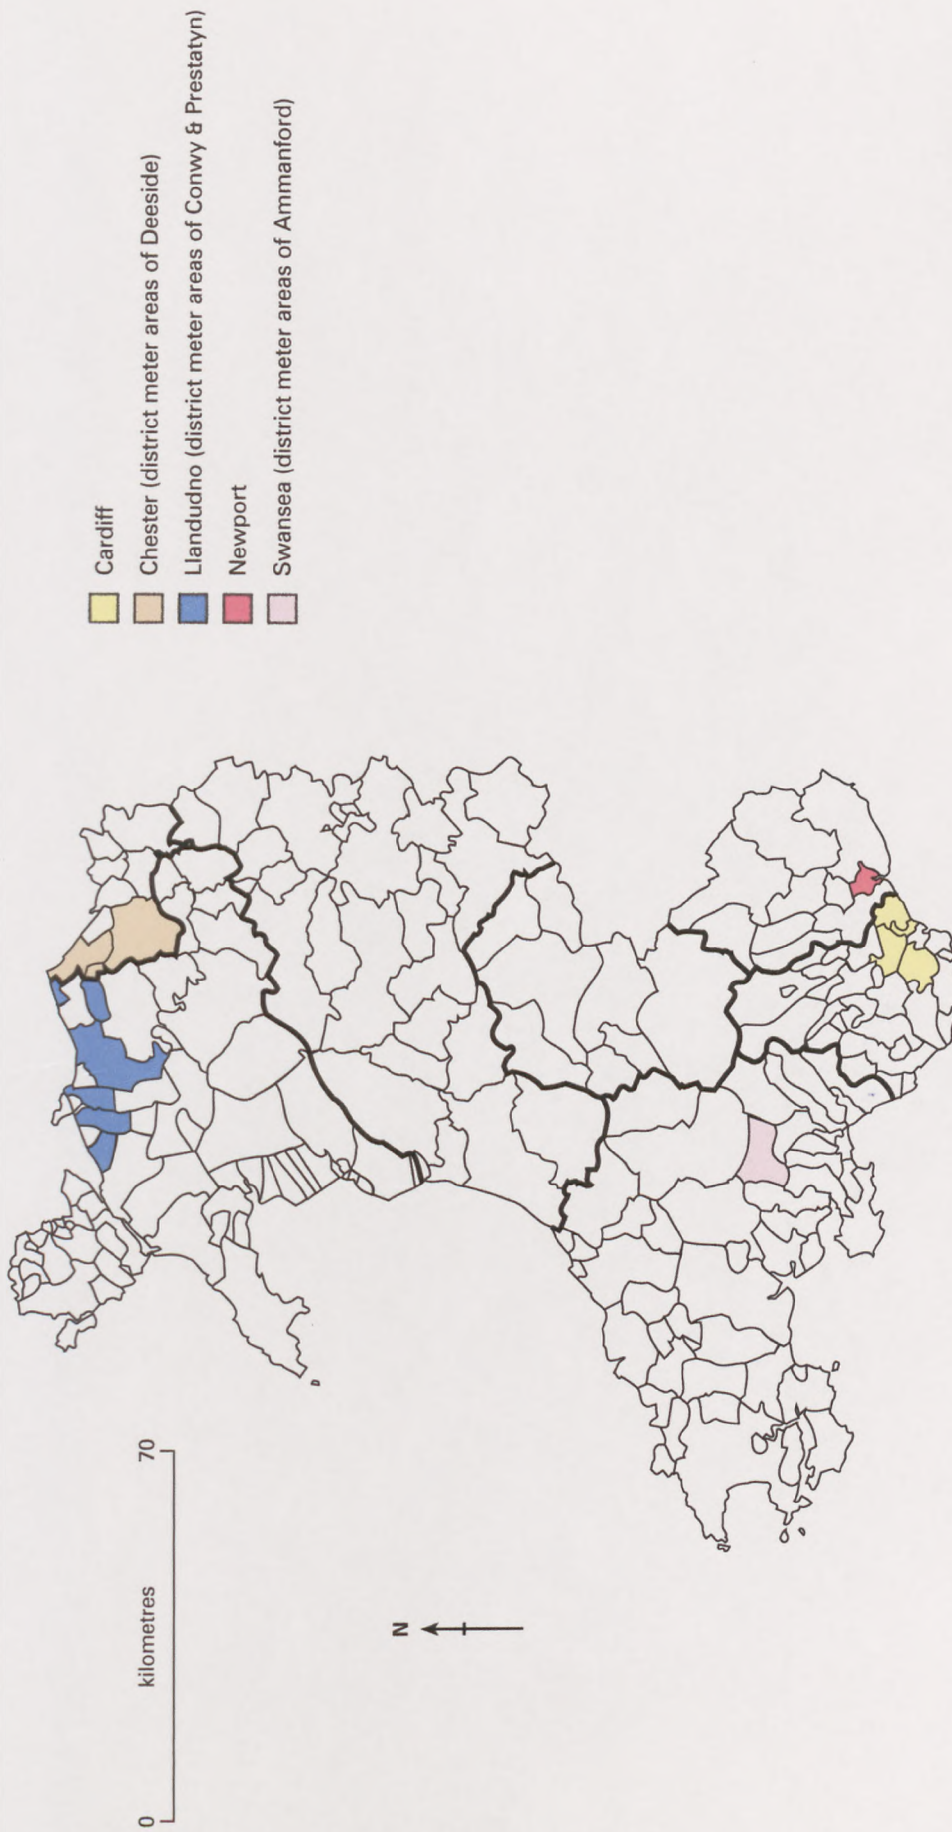 Cardiff
Chester (district meter areas of Deeside)
Llandudno (district meter areas of Conwy & Prestatyn)
Newport
Swansea (district meter areas of Ammanford)
0 kilometres 70
N